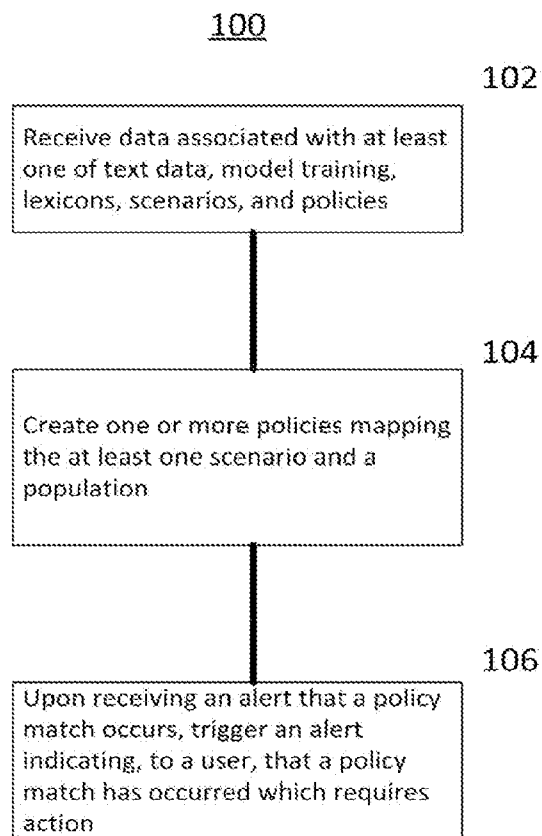 100
102
Receive data associated with at least
one of text data, model training,
lexicons, scenarios, and policies
104
Create one or more policies mapping
the at least one scenario and a
population
106
Upon receiving an alert that a policy
match occurs, trigger an alert
indicating, to a user, that a policy
match has occurred which requires
action